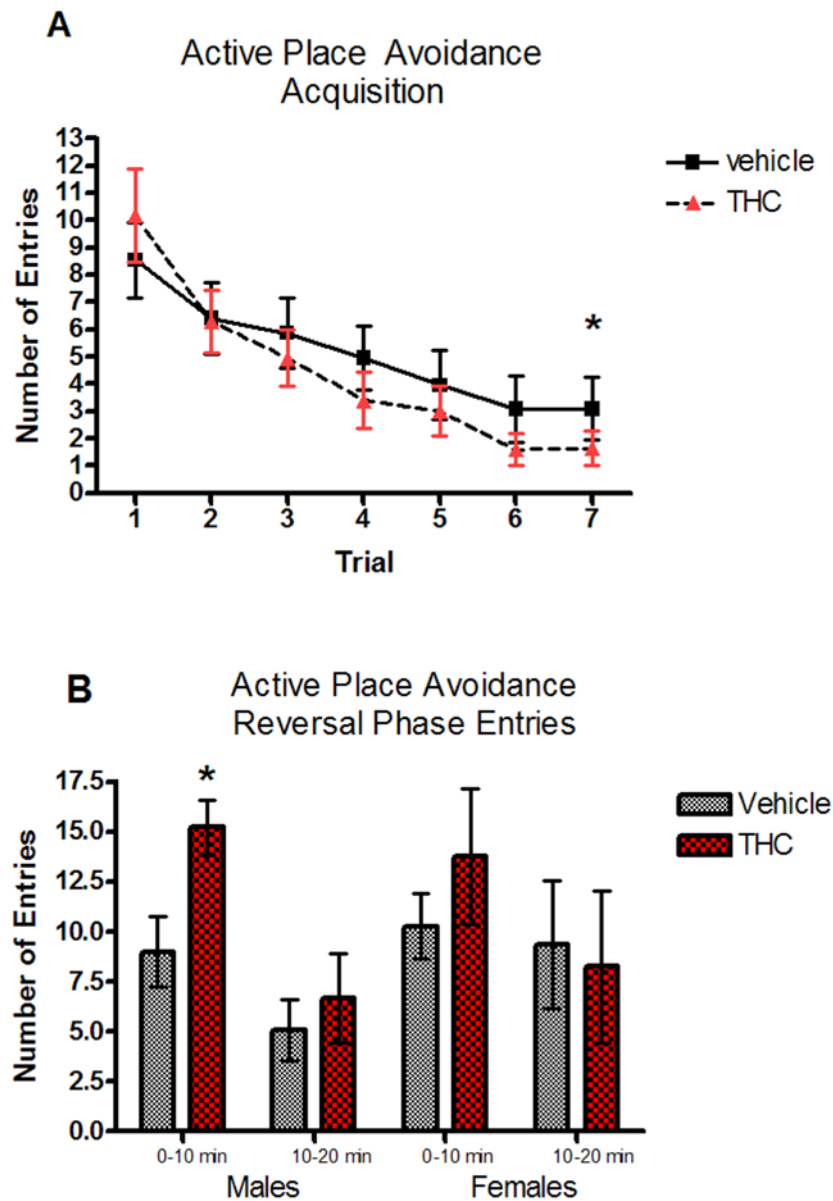 A
Active Place Avoidance
Acquisition
13
12
11
10
9
8
7
6
5
4
3
2
1
0
Number of Entries
*
vehicle
THC
1 2 3 4 5 6 7
Trial
B
Active Place Avoidance
Reversal Phase Entries
17.5
15.0
12.5
10.0
7.5
5.0
2.5
0.0
Number of Entries
*
Vehicle
THC
0-10 min 10-20 min 0-10 min 10-20 min
Males Females